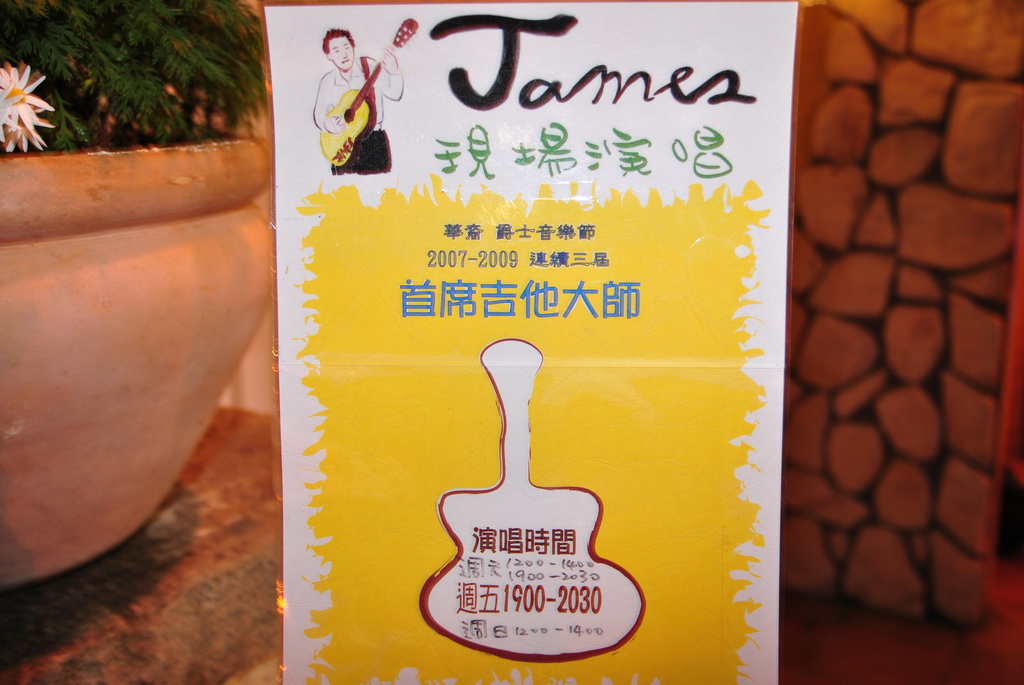 James
現場演唱
華裔 爵士音樂節
2007-2009 連續三屆
首席吉他大師
演唱時間
週六 1200-1400
1900-2030
週五1900-2030
週日 1200-1400